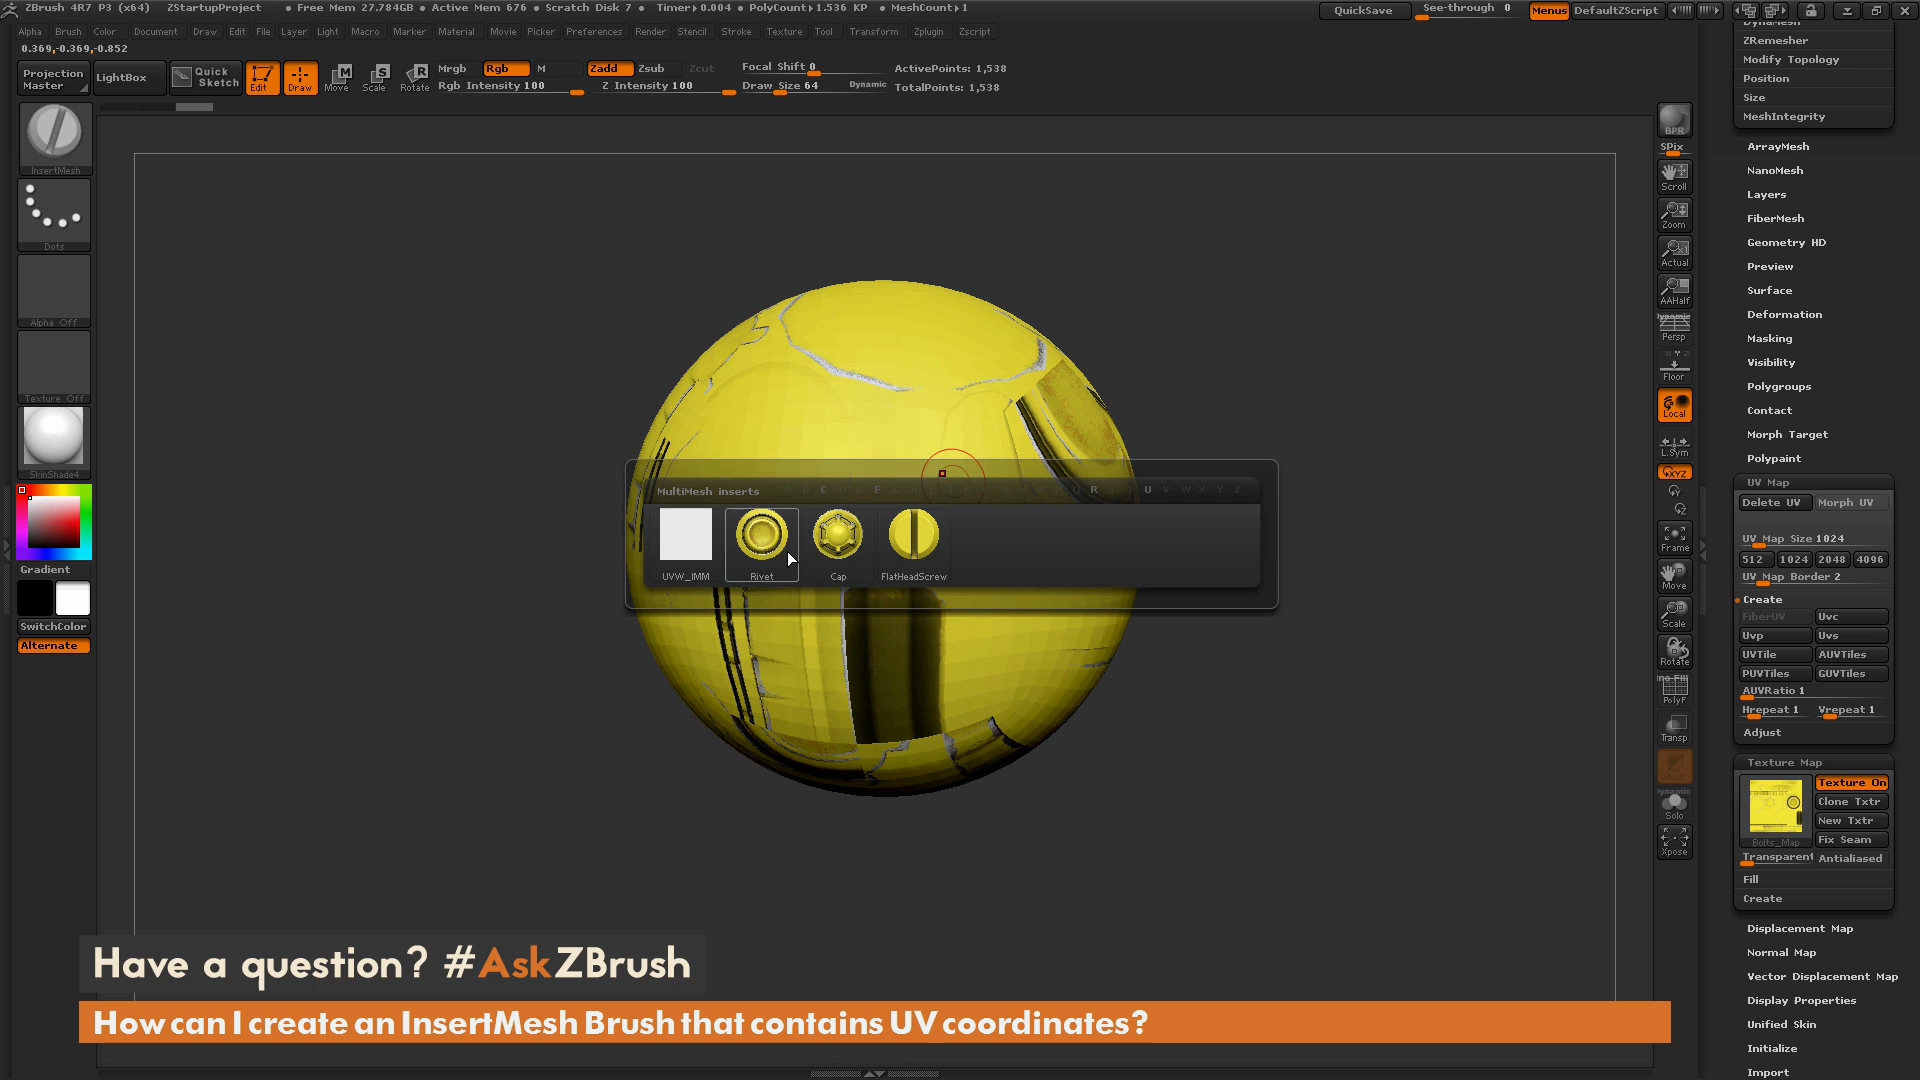 ZBrush 4R7 P3 (x64) ZStartupProject • Free Mem 27.784GB • Active Mem 676 • Scratch Disk 7 • Timer▸0.004 • PolyCount▸1.536 KP • MeshCount▸1
QuickSave See-through 0 Menus DefaultZScript
Alpha Brush Color Document Draw Edit File Layer Light Macro Marker Material Movie Picker Preferences Render Stencil Stroke Texture Tool Transform Zplugin Zscript
0.369,-0.369,-0.852
Projection Master
LightBox
Quick Sketch
Edit
Draw
Move
Scale
Rotate
Mrgb Rgb M
Rgb Intensity 100
Zadd Zsub Zcut
Z Intensity 100
Focal Shift 0
Draw Size 64 Dynamic
ActivePoints: 1,538
TotalPoints: 1,538
InsertMesh
Dots
Alpha Off
Texture Off
SkinShade4
Gradient
SwitchColor
Alternate
MultiMesh inserts
C F R U V W X Y Z
UVW_IMM
Rivet
Cap
FlatHeadScrew
BPR
SPix
Scroll
Zoom
Actual
AAHalf
Dynamic
Persp
Floor
Local
L.Sym
XYZ
Frame
Move
Scale
Rotate
PolyF
Transp
Ghost
Dynamic
Solo
Xpose
DynaMesh
ZRemesher
Modify Topology
Position
Size
MeshIntegrity
ArrayMesh
NanoMesh
Layers
FiberMesh
Geometry HD
Preview
Surface
Deformation
Masking
Visibility
Polygroups
Contact
Morph Target
Polypaint
UV Map
Delete UV Morph UV
UV Map Size 1024
512 1024 2048 4096
UV Map Border 2
Create
FiberUV Uvc
Uvp Uvs
UVTile AUVTiles
PUVTiles GUVTiles
AUVRatio 1
Hrepeat 1 Vrepeat 1
Adjust
Texture Map
Texture On
Clone Txtr
New Txtr
Bolts_Map Fix Seam
Transparent Antialiased
Fill
Create
Displacement Map
Normal Map
Vector Displacement Map
Display Properties
Unified Skin
Initialize
Import
Have a question? #AskZBrush
How can I create an InsertMesh Brush that contains UV coordinates?